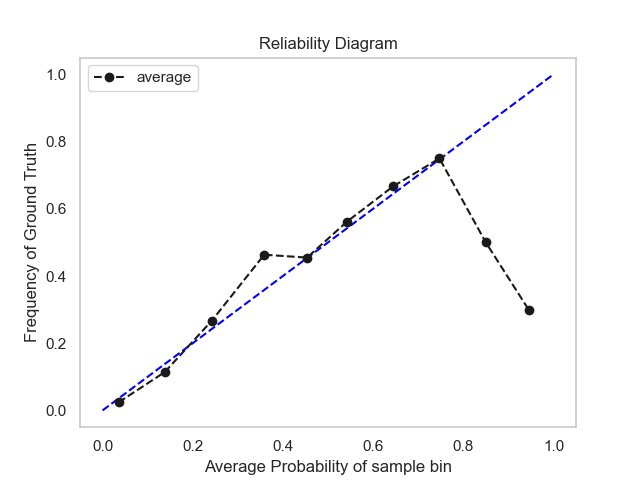 Reliability Diagram
average
Frequency of Ground Truth
1.0
0.8
0.6
0.4
0.2
0.0
0.0 0.2 0.4 0.6 0.8 1.0
Average Probability of sample bin